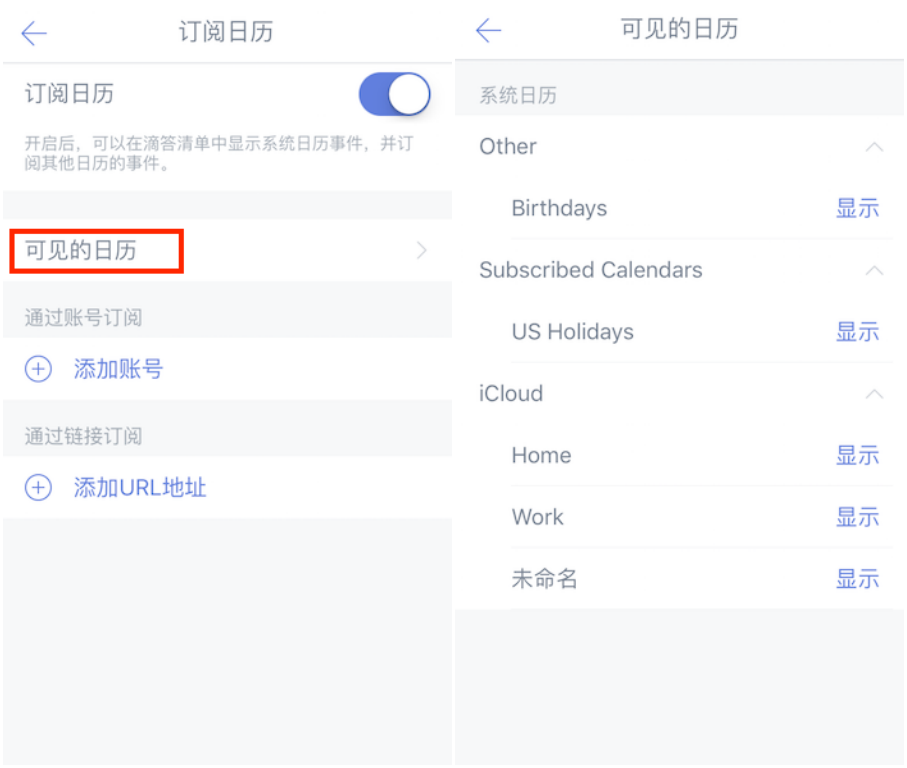 订阅日历
订阅日历
开启后，可以在滴答清单中显示系统日历事件，并订
阅其他日历的事件。
可见的日历
通过账号订阅
添加账号
通过链接订阅
添加URL地址
可见的日历
系统日历
Other
Birthdays 显示
Subscribed Calendars
US Holidays 显示
iCloud
Home 显示
Work 显示
未命名 显示